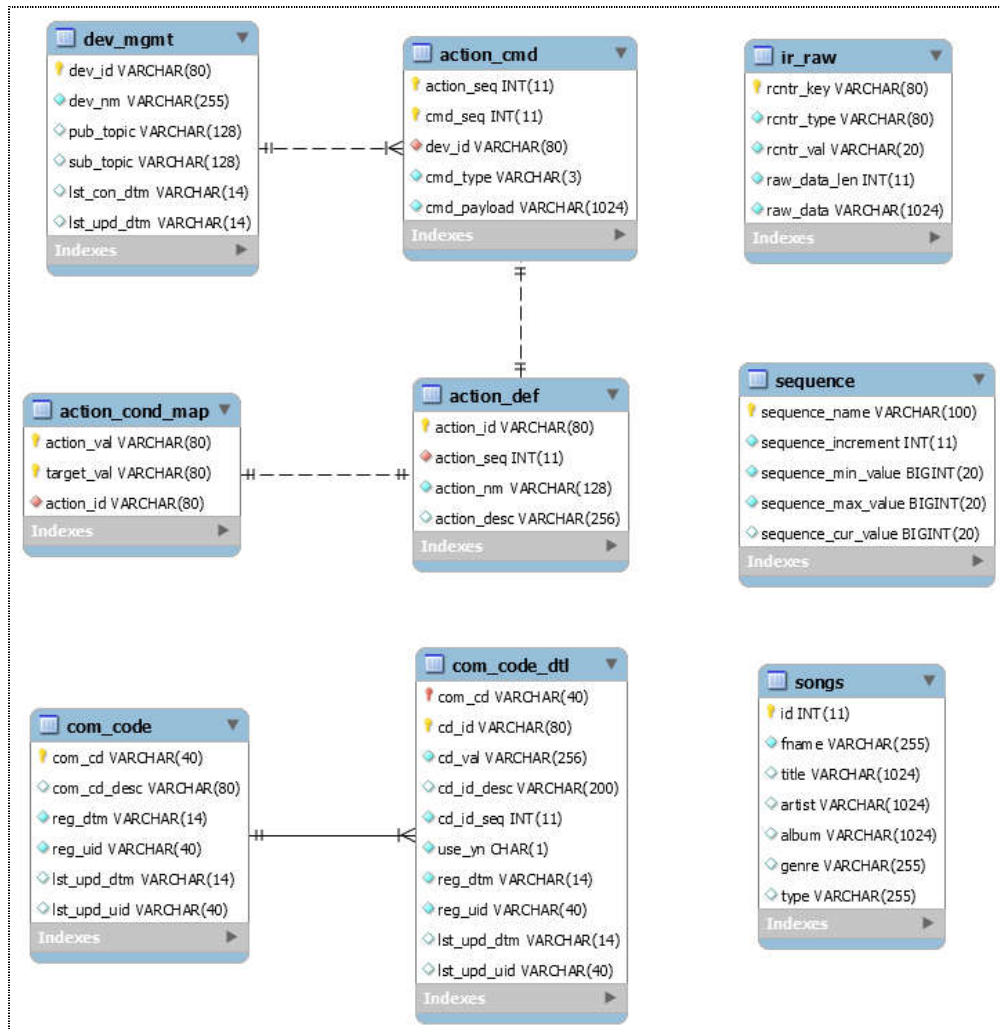 dev_mgmt
dev_id VARCHAR(80)
dev_nm VARCHAR(255)
pub_topic VARCHAR(128)
sub_topic VARCHAR(128)
lst_con_dtm VARCHAR(14)
lst_upd_dtm VARCHAR(14)
Indexes
action_cmd
action_seq INT(11)
cmd_seq INT(11)
dev_id VARCHAR(80)
cmd_type VARCHAR(3)
cmd_payload VARCHAR(1024)
Indexes
ir_raw
rcntr_key VARCHAR(80)
rcntr_type VARCHAR(80)
rcntr_val VARCHAR(20)
raw_data_len INT(11)
raw_data VARCHAR(1024)
Indexes
action_cond_map
action_val VARCHAR(80)
target_val VARCHAR(80)
action_id VARCHAR(80)
Indexes
action_def
action_id VARCHAR(80)
action_seq INT(11)
action_nm VARCHAR(128)
action_desc VARCHAR(256)
Indexes
sequence
sequence_name VARCHAR(100)
sequence_increment INT(11)
sequence_min_value BIGINT(20)
sequence_max_value BIGINT(20)
sequence_cur_value BIGINT(20)
Indexes
com_code
com_cd VARCHAR(40)
com_cd_desc VARCHAR(80)
reg_dtm VARCHAR(14)
reg_uid VARCHAR(40)
lst_upd_dtm VARCHAR(14)
lst_upd_uid VARCHAR(40)
Indexes
com_code_dtl
com_cd VARCHAR(40)
cd_id VARCHAR(80)
cd_val VARCHAR(256)
cd_id_desc VARCHAR(200)
cd_id_seq INT(11)
use_yn CHAR(1)
reg_dtm VARCHAR(14)
reg_uid VARCHAR(40)
lst_upd_dtm VARCHAR(14)
lst_upd_uid VARCHAR(40)
Indexes
songs
id INT(11)
fname VARCHAR(255)
title VARCHAR(1024)
artist VARCHAR(1024)
album VARCHAR(1024)
genre VARCHAR(255)
type VARCHAR(255)
Indexes